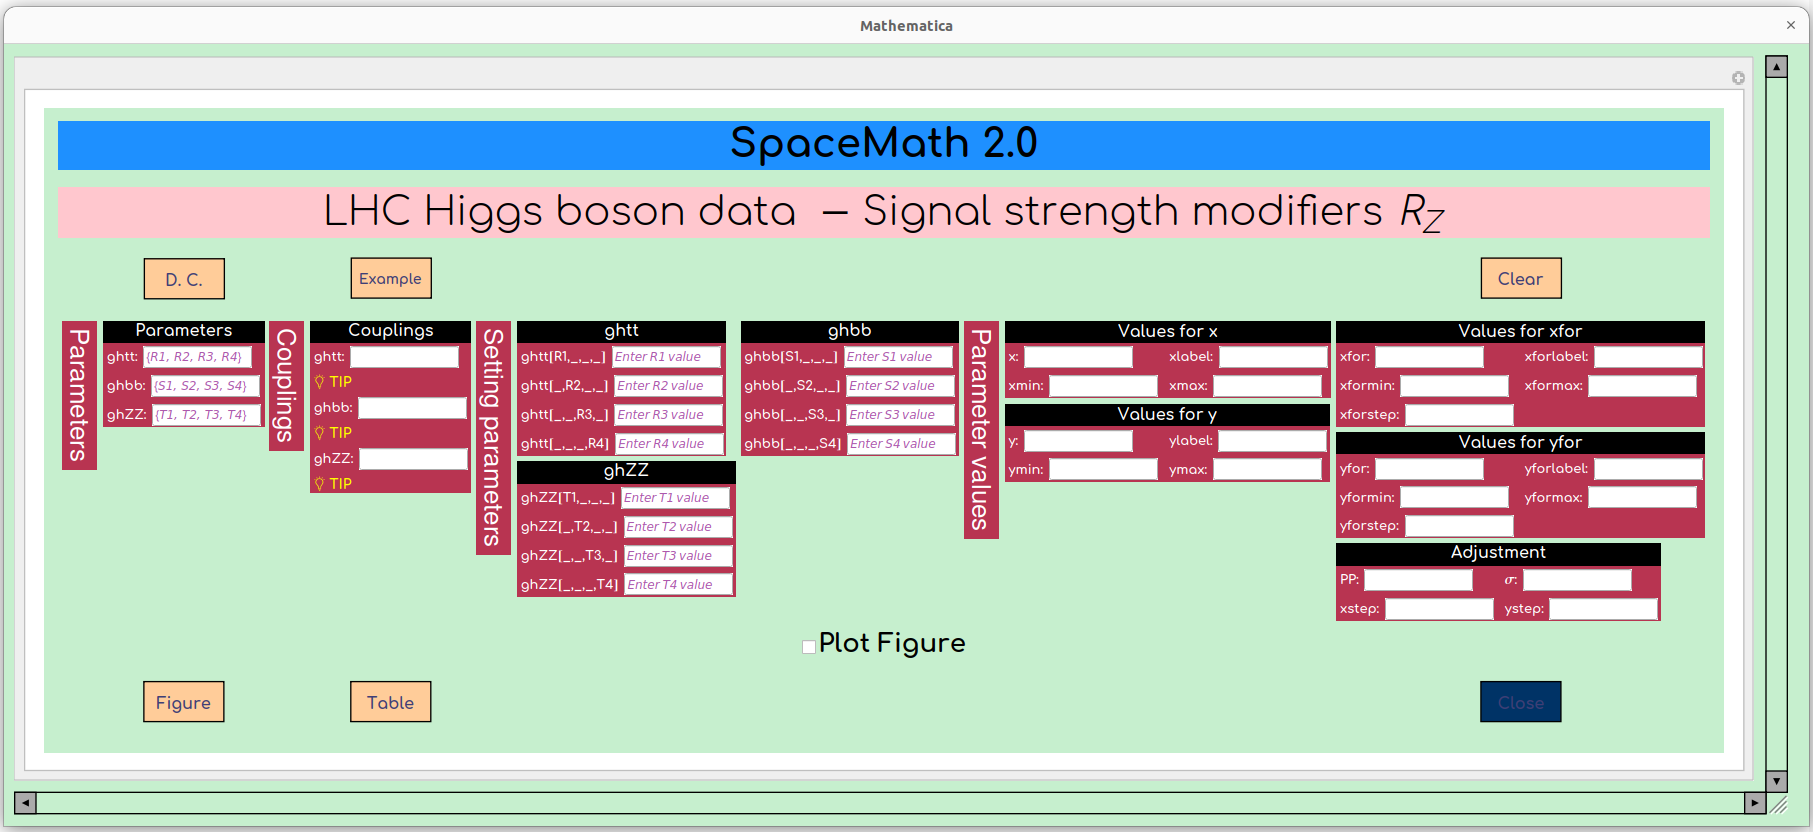 Mathematica
SpaceMath 2.0
LHC Higgs boson data – Signal strength modifiers R_Z
D. C.
Example
Clear
Parameters
Parameters
ghtt: {R1, R2, R3, R4}
ghbb: {S1, S2, S3, S4}
ghZZ: {T1, T2, T3, T4}
Couplings
Couplings
ghtt:
TIP
ghbb:
TIP
ghZZ:
TIP
Setting parameters
ghtt
ghtt[R1,_,_,_] Enter R1 value
ghtt[_,R2,_,_] Enter R2 value
ghtt[_,_,R3,_] Enter R3 value
ghtt[_,_,_,R4] Enter R4 value
ghZZ
ghZZ[T1,_,_,_] Enter T1 value
ghZZ[_,T2,_,_] Enter T2 value
ghZZ[_,_,T3,_] Enter T3 value
ghZZ[_,_,_,T4] Enter T4 value
ghbb
ghbb[S1,_,_,_] Enter S1 value
ghbb[_,S2,_,_] Enter S2 value
ghbb[_,_,S3,_] Enter S3 value
ghbb[_,_,_,S4] Enter S4 value
Parameter values
Values for x
x: xlabel:
xmin: xmax:
Values for y
y: ylabel:
ymin: ymax:
Values for xfor
xfor: xforlabel:
xformin: xformax:
xforstep:
Values for yfor
yfor: yforlabel:
yformin: yformax:
yforstep:
Adjustment
PP: σ:
xstep: ystep:
Plot Figure
Figure
Table
Close